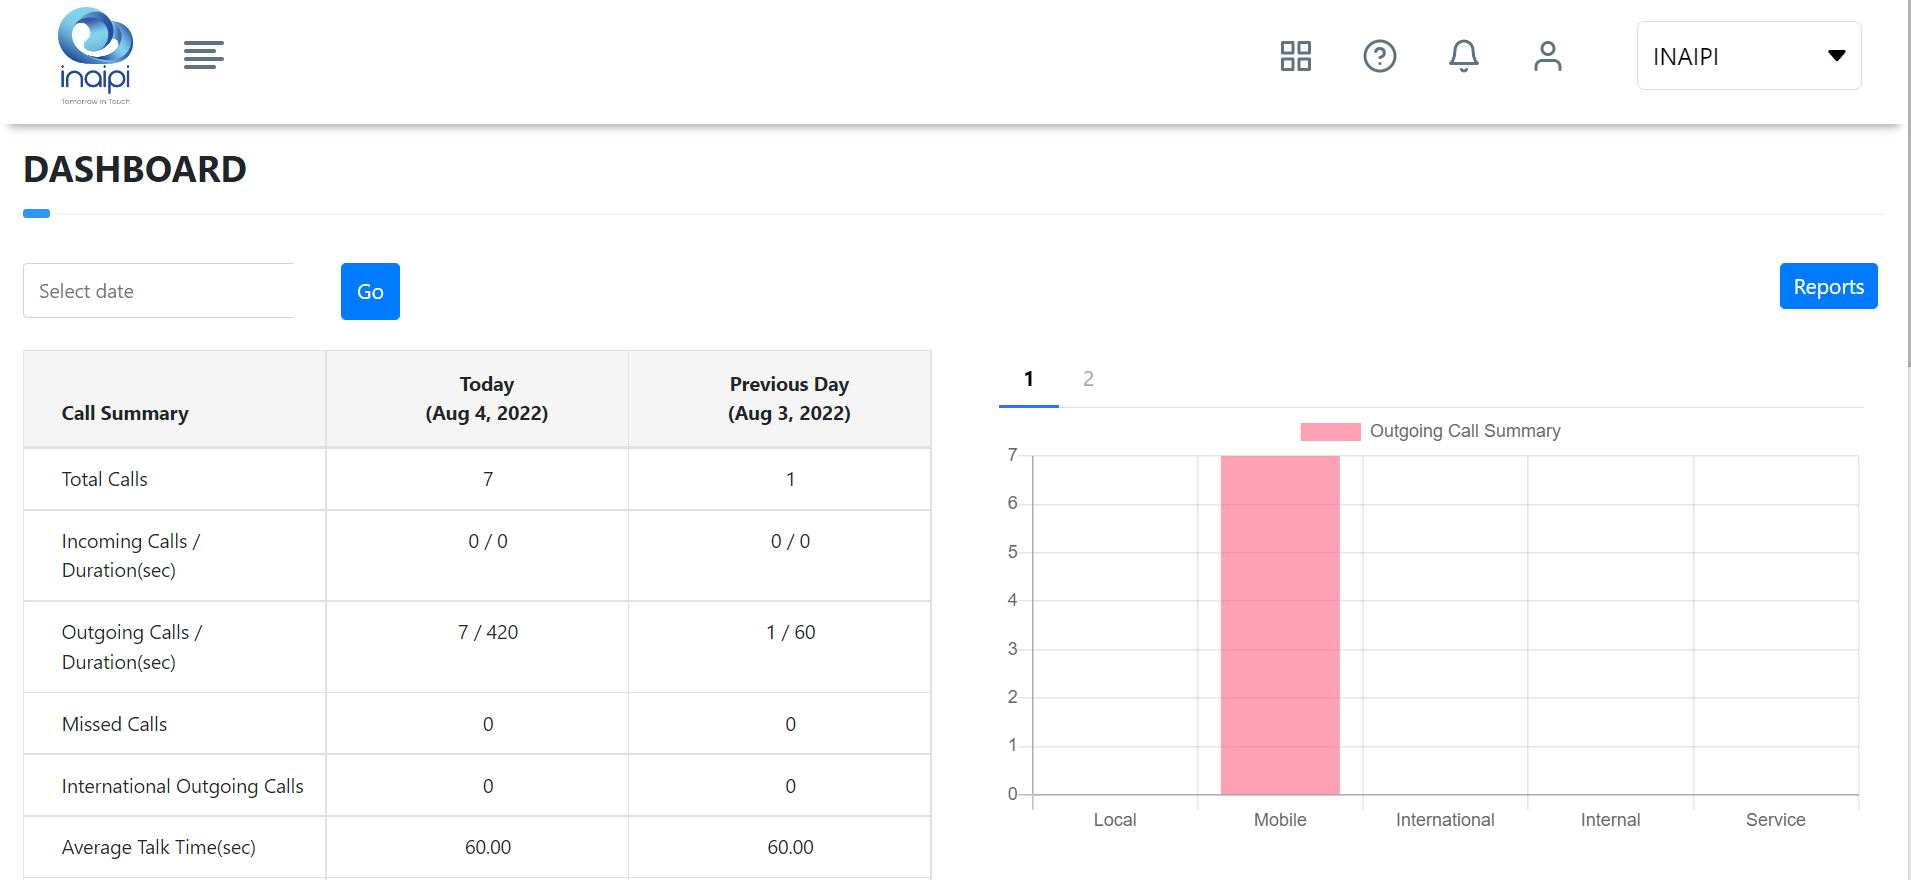 inaipi
Tomorrow in Touch
INAIPI
DASHBOARD
Select date
Go
Reports
Call Summary
Today
(Aug 4, 2022)
Previous Day
(Aug 3, 2022)
Total Calls
7
1
Incoming Calls /
Duration(sec)
0 / 0
0 / 0
Outgoing Calls /
Duration(sec)
7 / 420
1 / 60
Missed Calls
0
0
International Outgoing Calls
0
0
Average Talk Time(sec)
60.00
60.00
1
2
Outgoing Call Summary
7
6
5
4
3
2
1
0
Local
Mobile
International
Internal
Service